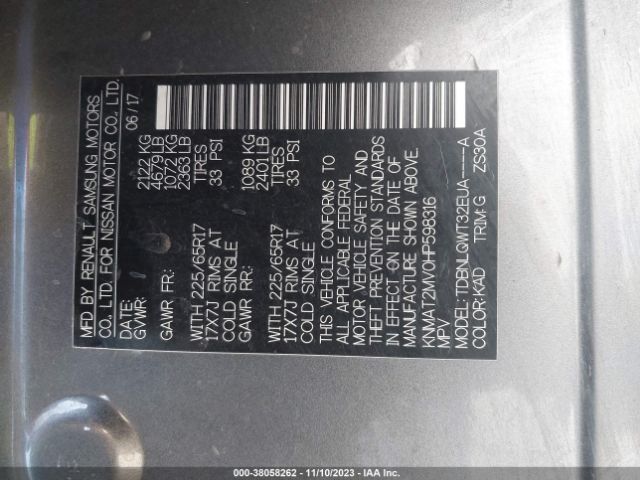 MFD BY RENAULT SAMSUNG MOTORS
CO., LTD. FOR NISSAN MOTOR CO., LTD.
DATE: 06/17
GVWR: 2122 KG
4679 LB
GAWR FR: 1072 KG
2363 LB
WITH 225/65R17 TIRES
17X7J RIMS AT 33 PSI
COLD SINGLE
GAWR RR: 1089 KG
2401 LB
WITH 225/65R17 TIRES
17X7J RIMS AT 33 PSI
COLD SINGLE
THIS VEHICLE CONFORMS TO
ALL APPLICABLE FEDERAL
MOTOR VEHICLE SAFETY AND
THEFT PREVENTION STANDARDS
IN EFFECT ON THE DATE OF
MANUFACTURE SHOWN ABOVE.
KNMAT2MV0HP598316
MPV
MODEL: TDBNLGWT32EUA----A
COLOR: KAD TRIM: G ZS30A
000-38058262 - 11/10/2023 - IAA Inc.